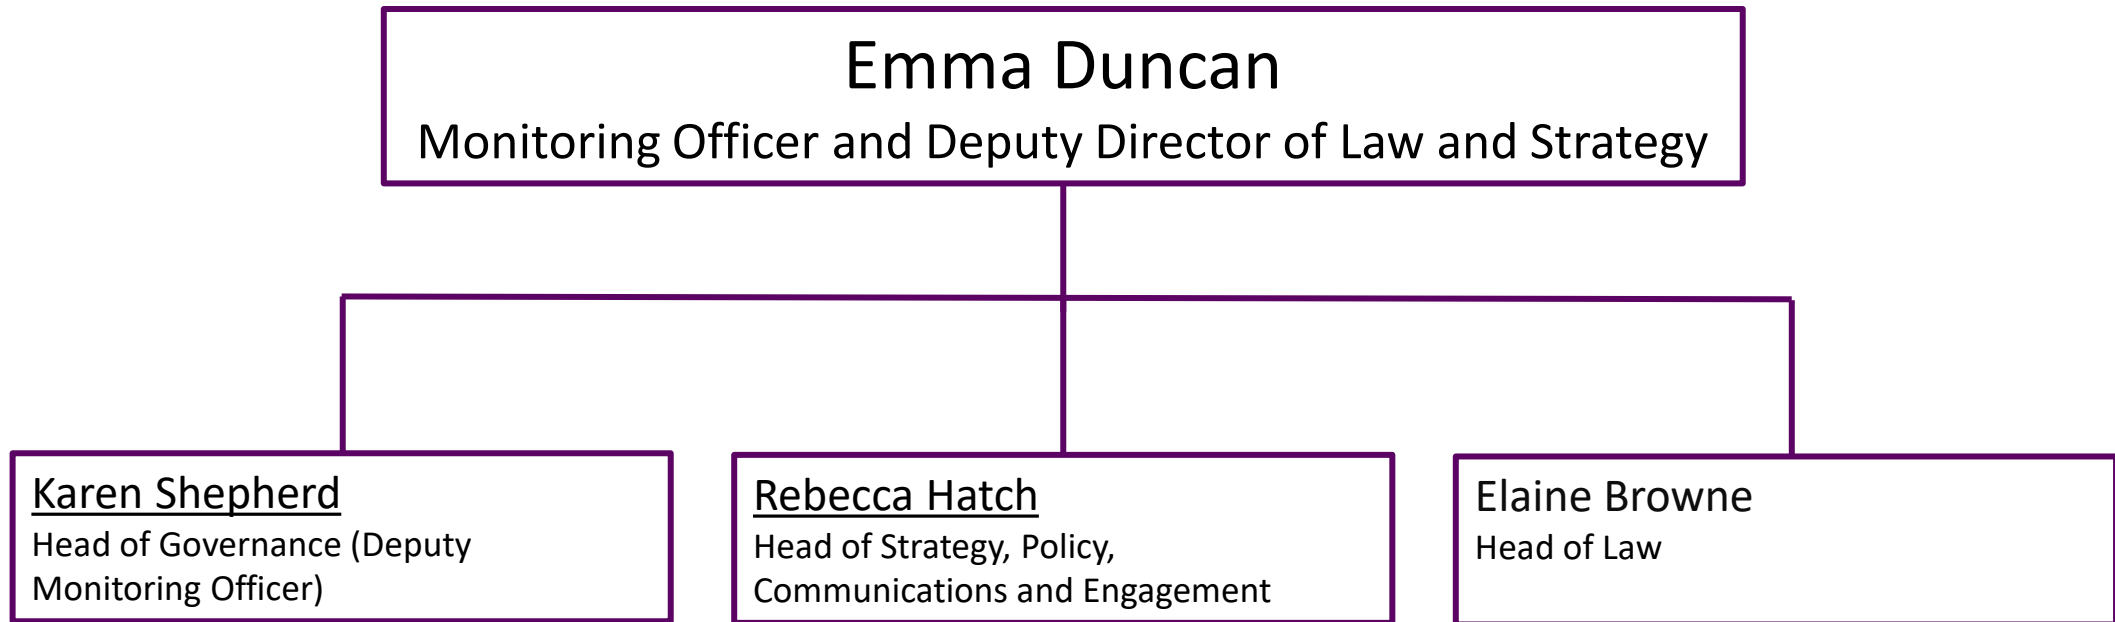 Emma Duncan
Monitoring Officer and Deputy Director of Law and Strategy
Karen Shepherd
Head of Governance (Deputy
Monitoring Officer)
Rebecca Hatch
Head of Strategy, Policy,
Communications and Engagement
Elaine Browne
Head of Law